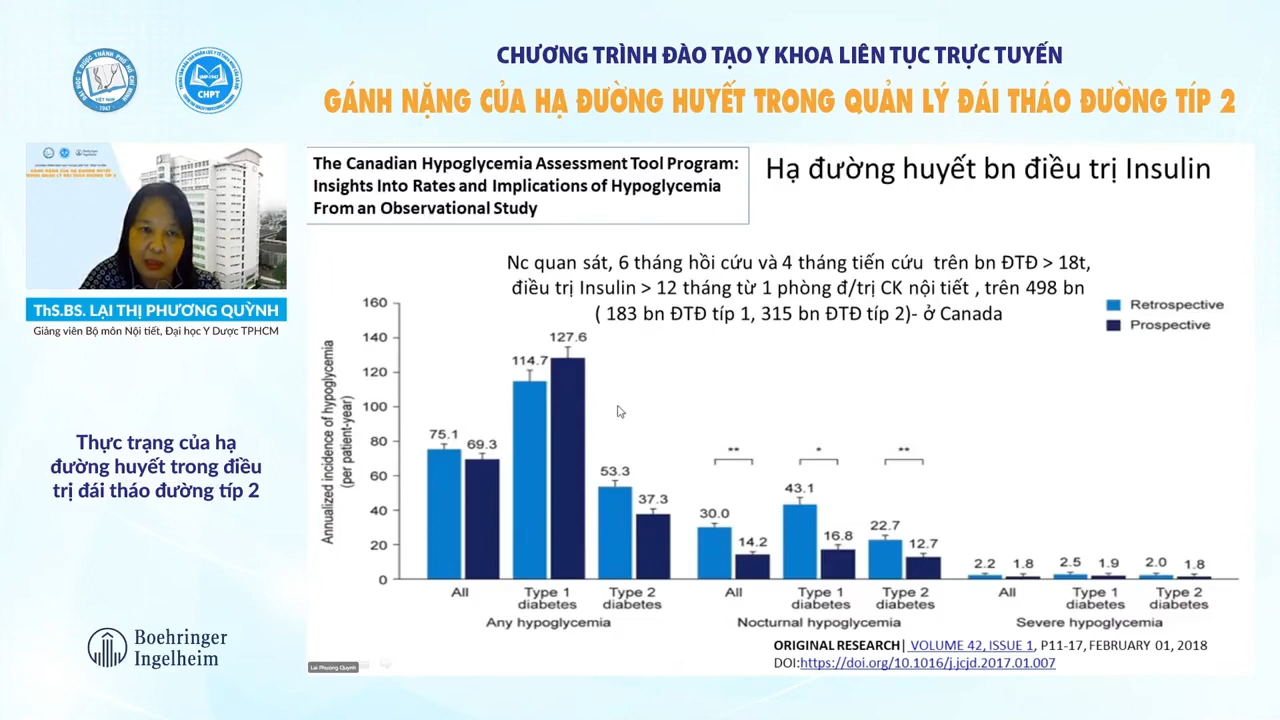 CHƯƠNG TRÌNH ĐÀO TẠO Y KHOA LIÊN TỤC TRỰC TUYẾN
GÁNH NẶNG CỦA HẠ ĐƯỜNG HUYẾT TRONG QUẢN LÝ ĐÁI THÁO ĐƯỜNG TÍP 2
1947
CHPT
ThS.BS. LẠI THỊ PHƯƠNG QUỲNH
Giảng viên Bộ môn Nội tiết, Đại học Y Dược TPHCM
Thực trạng của hạ
đường huyết trong điều
trị đái tháo đường típ 2
Boehringer
Ingelheim
The Canadian Hypoglycemia Assessment Tool Program:
Insights Into Rates and Implications of Hypoglycemia
From an Observational Study
Hạ đường huyết bn điều trị Insulin
Nc quan sát, 6 tháng hồi cứu và 4 tháng tiến cứu trên bn ĐTĐ > 18t,
điều trị Insulin > 12 tháng từ 1 phòng đ/trị CK nội tiết , trên 498 bn
( 183 bn ĐTĐ típ 1, 315 bn ĐTĐ típ 2)- ở Canada
Retrospective
Prospective
Annualized incidence of hypoglycemia
(per patient-year)
160
140
120
100
80
60
40
20
0
75.1
69.3
114.7
127.6
53.3
37.3
**
30.0
14.2
*
43.1
16.8
**
22.7
12.7
2.2
1.8
2.5
1.9
2.0
1.8
All
Type 1
diabetes
Type 2
diabetes
All
Type 1
diabetes
Type 2
diabetes
All
Type 1
diabetes
Type 2
diabetes
Any hypoglycemia
Nocturnal hypoglycemia
Severe hypoglycemia
ORIGINAL RESEARCH| VOLUME 42, ISSUE 1, P11-17, FEBRUARY 01, 2018
DOI:https://doi.org/10.1016/j.jcjd.2017.01.007
Lai Phuong Quynh